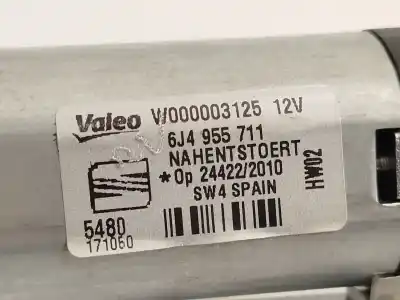 Valeo W000003125 12V
6J4 955 711
NAHENTSTOERT
*Op 24422/2010
SW4 SPAIN
HW02
5480
171060